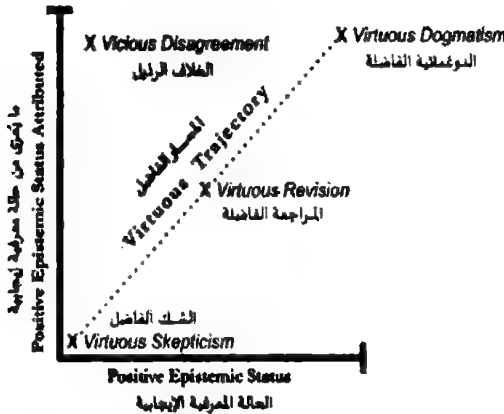 X Vicious Disagreement
الخلاف الرذيل
X Virtuous Dogmatism
الدوغمائية الفاضلة
المسار الفاضل
Virtuous Trajectory
X Virtuous Revision
المراجعة الفاضلة
ما يُعزى من حالة معرفية إيجابية
Positive Epistemic Status Attributed
الشك الفاضل
X Virtuous Skepticism
Positive Epistemic Status
الحالة المعرفية الإيجابية